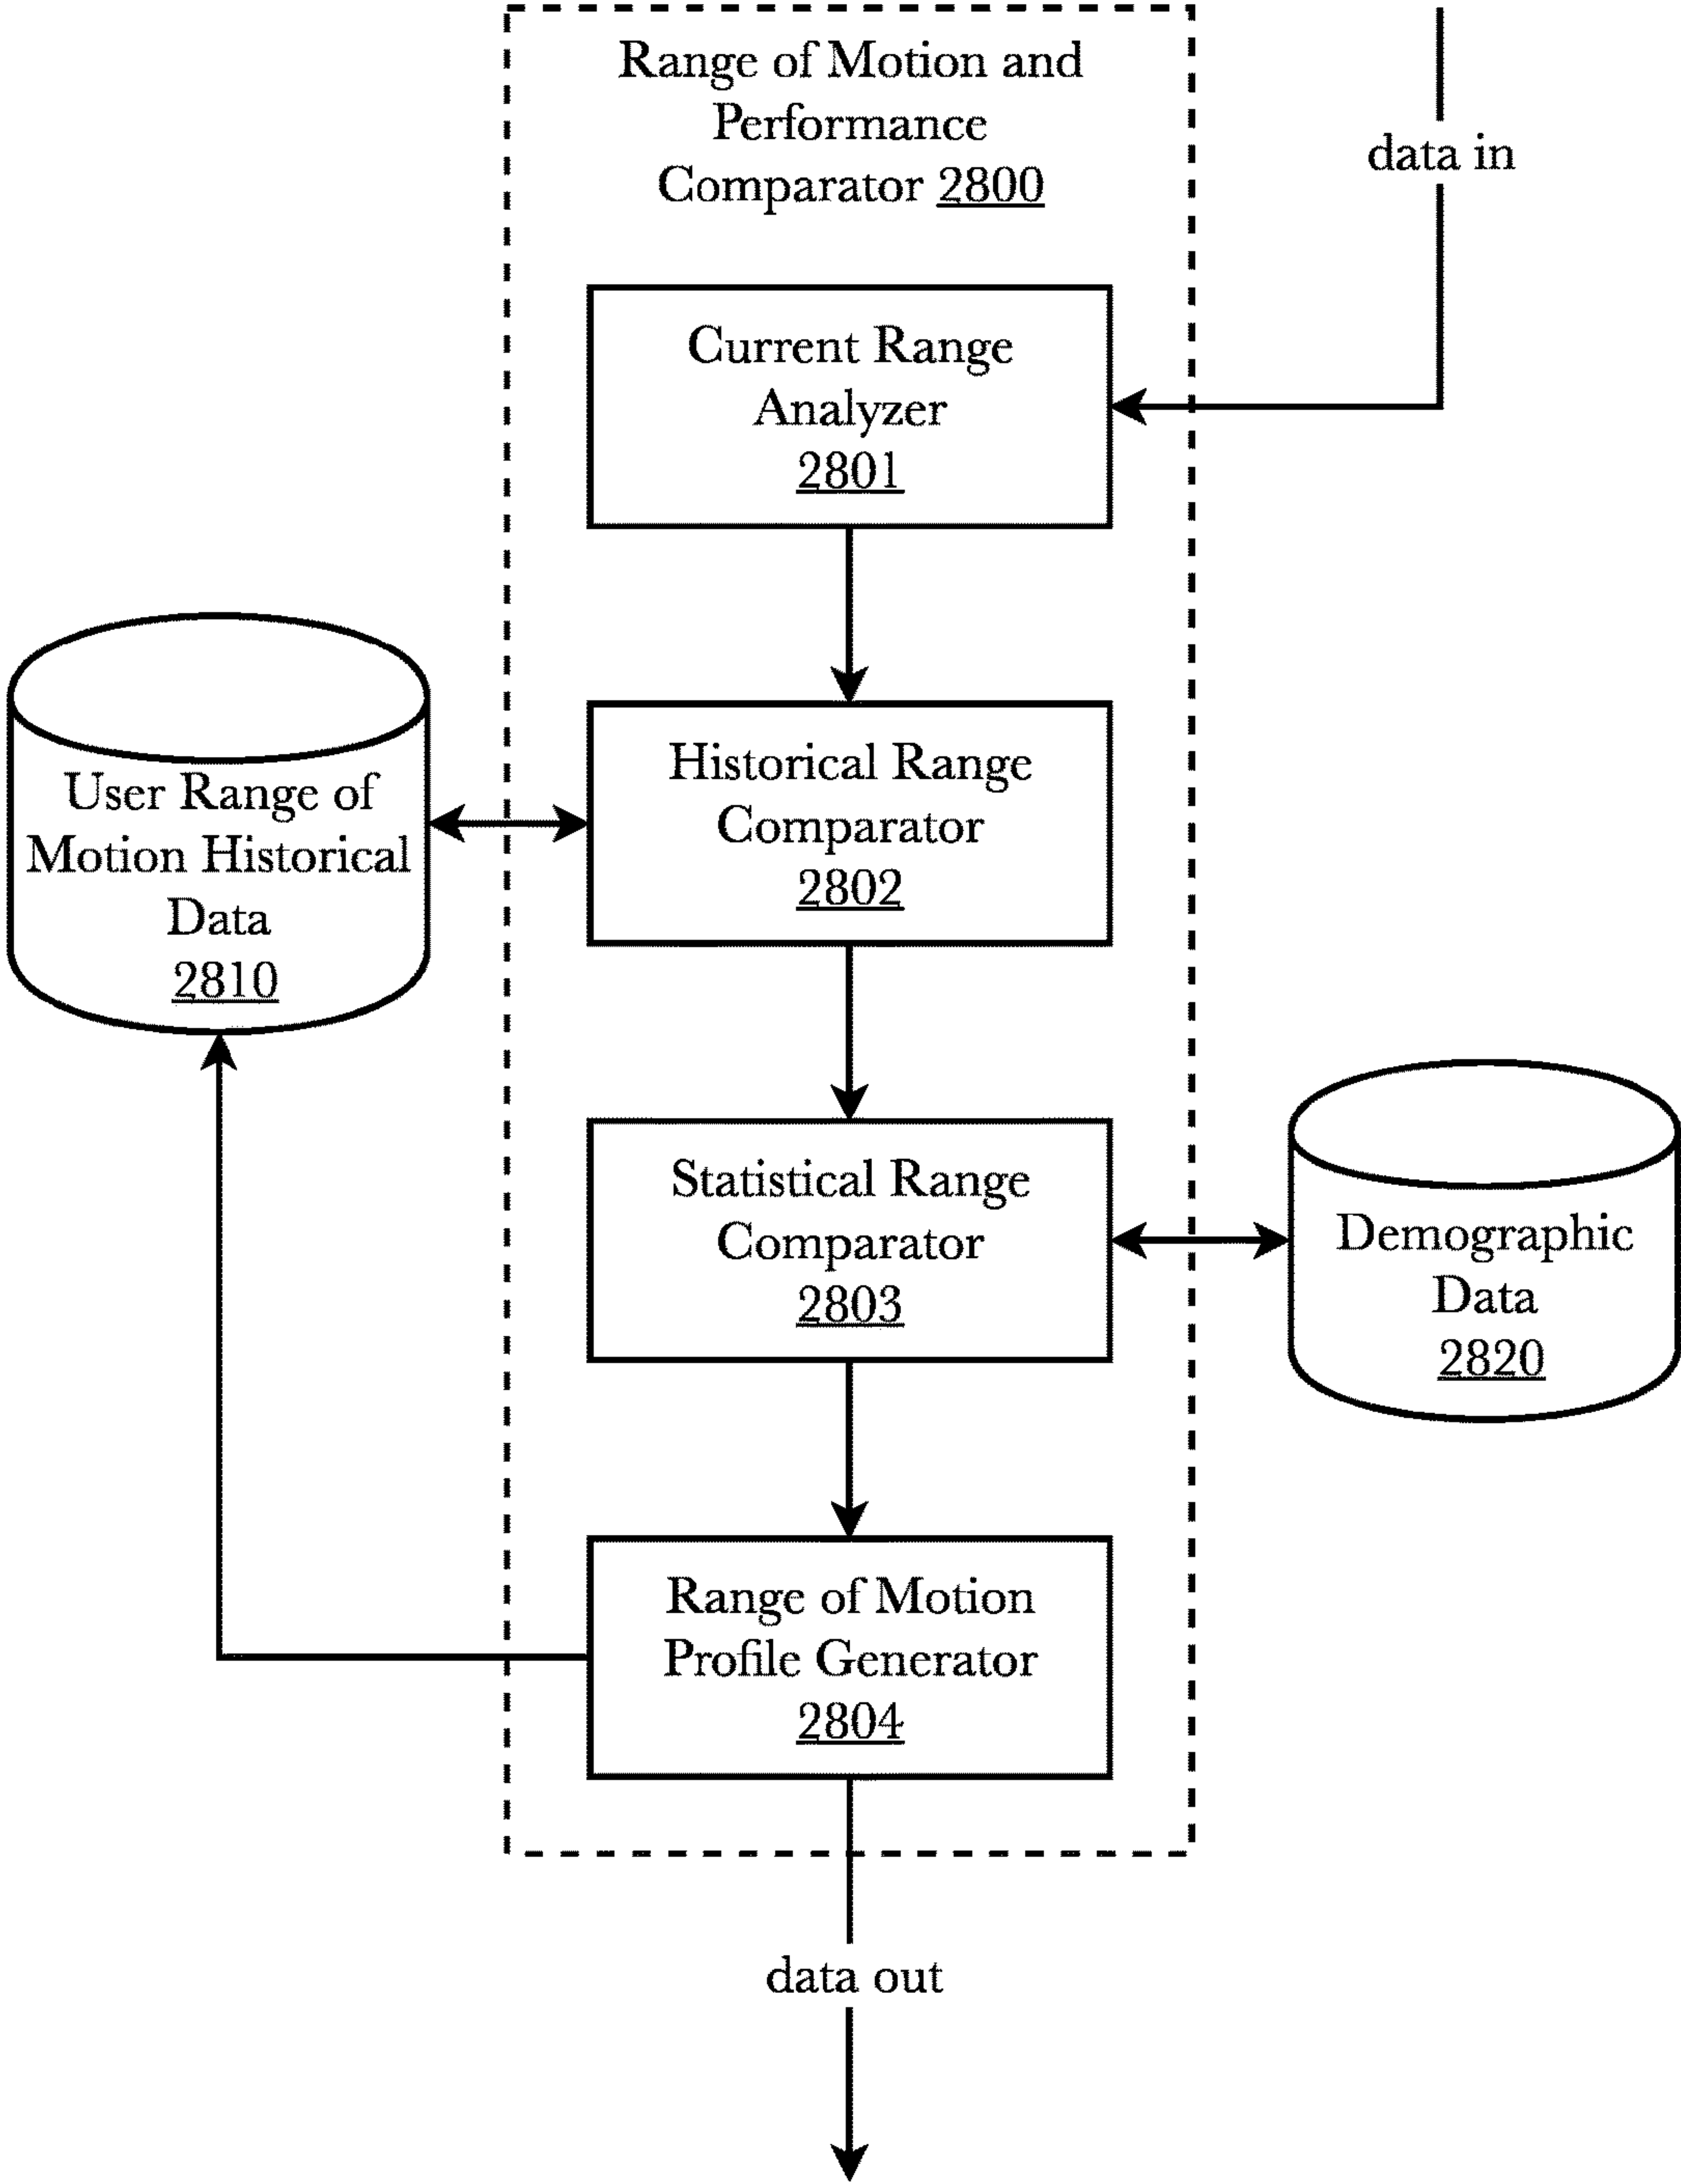 Range of Motion and
Performance
Comparator 2800
data in
Current Range
Analyzer
2801
User Range of
Motion Historical
Data
2810
Historical Range
Comparator
2802
Statistical Range
Comparator
2803
Demographic
Data
2820
Range of Motion
Profile Generator
2804
data out